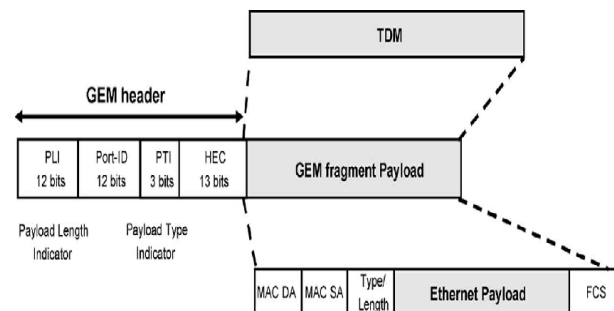 TDM
GEM header
PLI
12 bits
Port-ID
12 bits
PTI
3 bits
HEC
13 bits
GEM fragment Payload
Payload Length
Indicator
Payload Type
Indicator
MAC DA
MAC SA
Type/
Length
Ethernet Payload
FCS